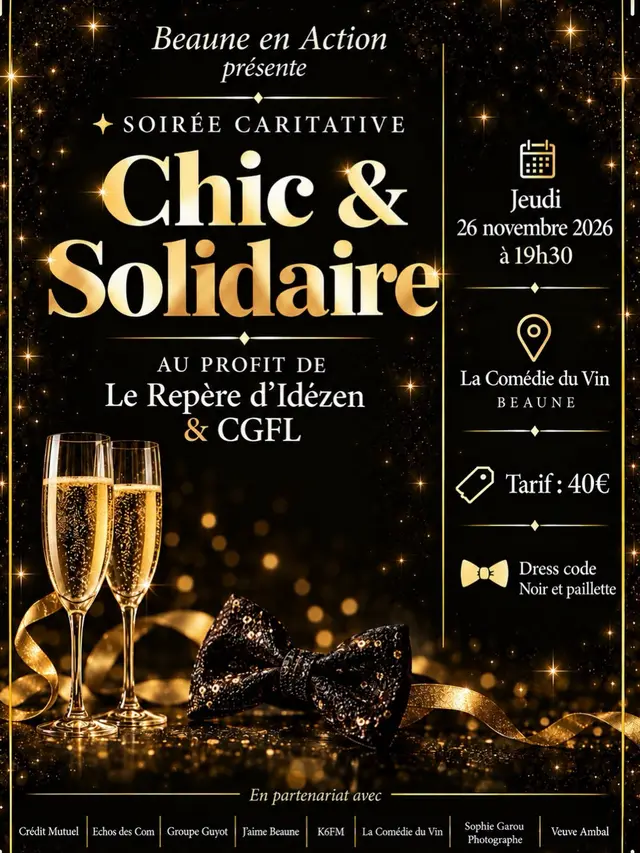 Beaune en Action
présente
SOIRÉE CARITATIVE
Chic &
Solidaire
AU PROFIT DE
Le Repère d'Idézen
& CGFL
Jeudi
26 novembre 2026
à 19h30
La Comédie du Vin
BEAUNE
Tarif : 40€
Dress code
Noir et paillette
En partenariat avec
Crédit Mutuel
Echos des Com
Groupe Guyot
J'aime Beaune
K6FM
La Comédie du Vin
Sophie Garou
Photographe
Veuve Ambal